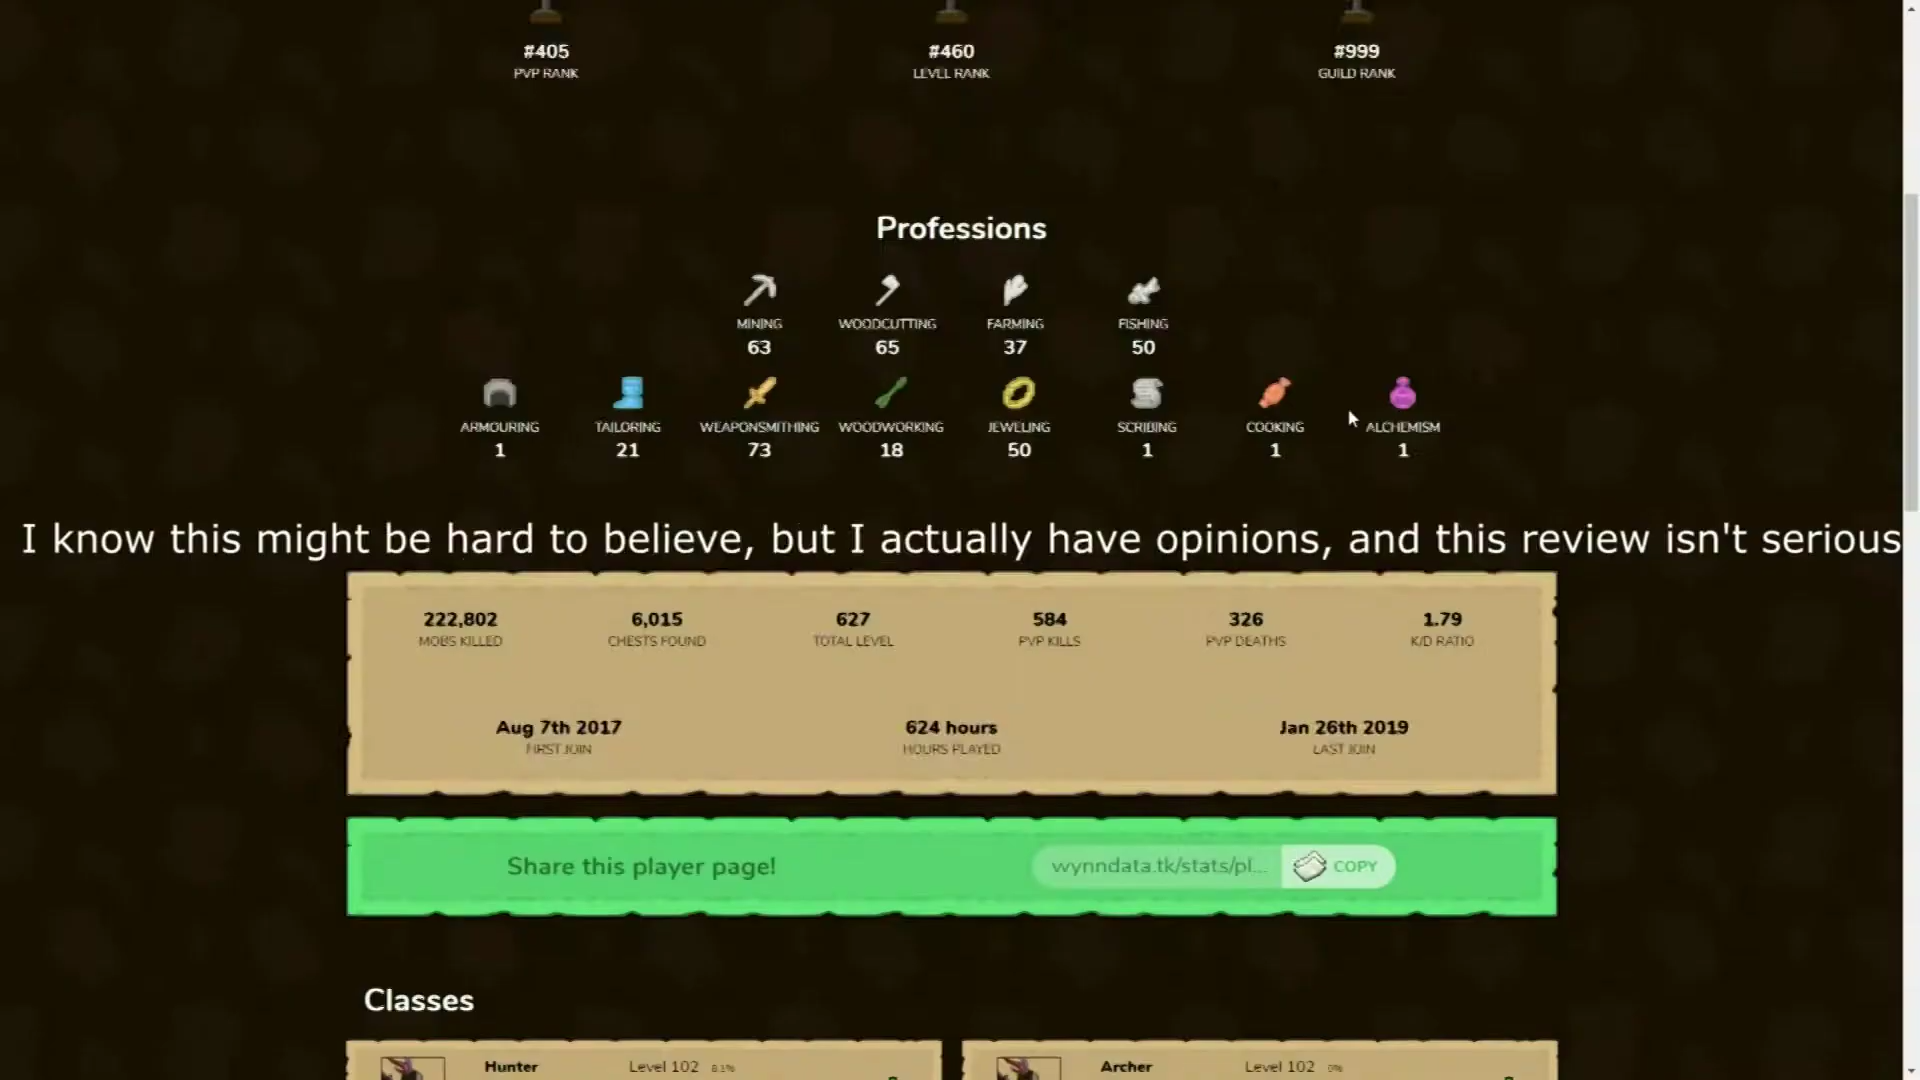 #405 #460 #999
PVP RANK LEVEL RANK GUILD RANK
Professions
MINING WOODCUTTING FARMING FISHING
63 65 37 50
ARMOURING TAILORING WEAPONSMITHING WOODWORKING JEWELING SCRIBING COOKING ALCHEMISM
1 21 73 18 50 1 1 1
I know this might be hard to believe, but I actually have opinions, and this review isn't serious
222,802 6,015 627 584 326 1.79
MOBS KILLED CHESTS FOUND TOTAL LEVEL PVP KILLS PVP DEATHS K/D RATIO
Aug 7th 2017 624 hours Jan 26th 2019
FIRST JOIN HOURS PLAYED LAST JOIN
Share this player page! wynndata.tk/stats/pl... COPY
Classes
Hunter Level 102 8.1% Archer Level 102 0%